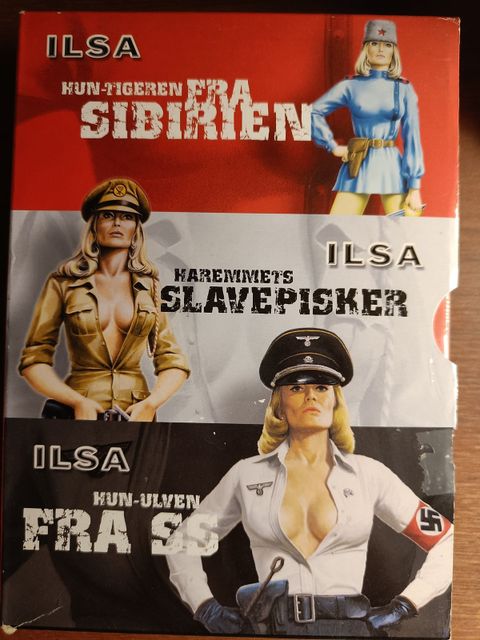 ILSA
HUN-TIGEREN FRA
SIBIRIEN
ILSA
HAREMMETS
SLAVEPISKER
ILSA
HUN-ULVEN
FRA SS